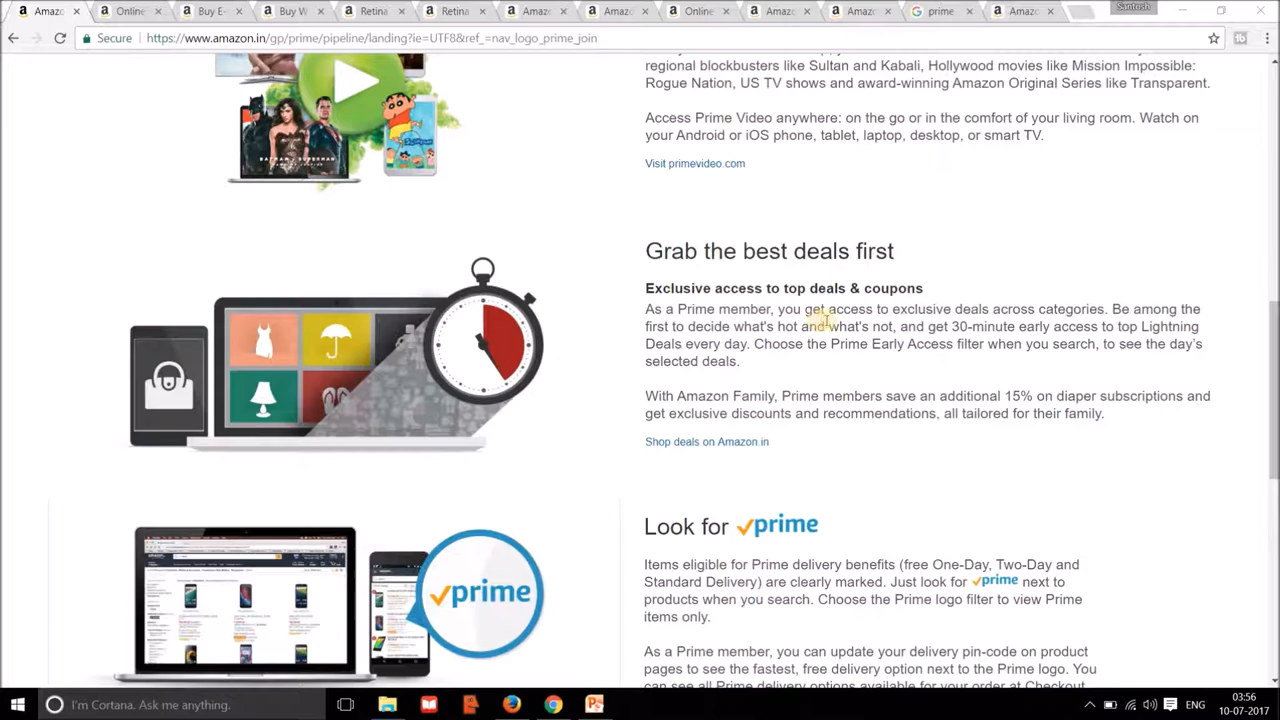 Amazo
Online
Buy E-
Buy W
Retina
Retina
Amazo
Amazo
Online
Amazo
Amazo
prime
Amazo
Santosh
Secure
https://www.amazon.in/gp/prime/pipeline/landing?ie=UTF8&ref_=nav_logo_prime_join
regional blockbusters like Sultan and Kabali, Hollywood movies like Mission Impossible:
Rogue Nation, US TV shows and award-winning Amazon Original Series like Transparent.
Access Prime Video anywhere: on the go or in the comfort of your living room. Watch on
your Android or iOS phone, tablet, laptop, desktop, or smart TV.
Visit primevideo.com
Grab the best deals first
Exclusive access to top deals & coupons
As a Prime member, you get access to exclusive deals across categories. Be among the
first to decide what's hot and what's not, and get 30-minute early access to top Lightning
Deals every day. Choose the Prime Early Access filter when you search, to see the day's
selected deals.
With Amazon Family, Prime members save an additional 15% on diaper subscriptions and
get exclusive discounts and recommendations, all tailored for their family.
Shop deals on Amazon.in
Look for prime
Items eligible for Prime delivery benefits (free One-Day, Two-Day and
Standard Delivery) are clearly marked. Just look for prime next to
products when you search. Choose the Prime logo filter to view Prime
items only.
prime
As a Prime member, you can update your delivery pin-code on product
pages to see the fastest, free delivery option next to the Prime logo. You
can see all Prime delivery options available for your order at Checkout
I'm Cortana. Ask me anything.
ENG
03:56
10-07-2017